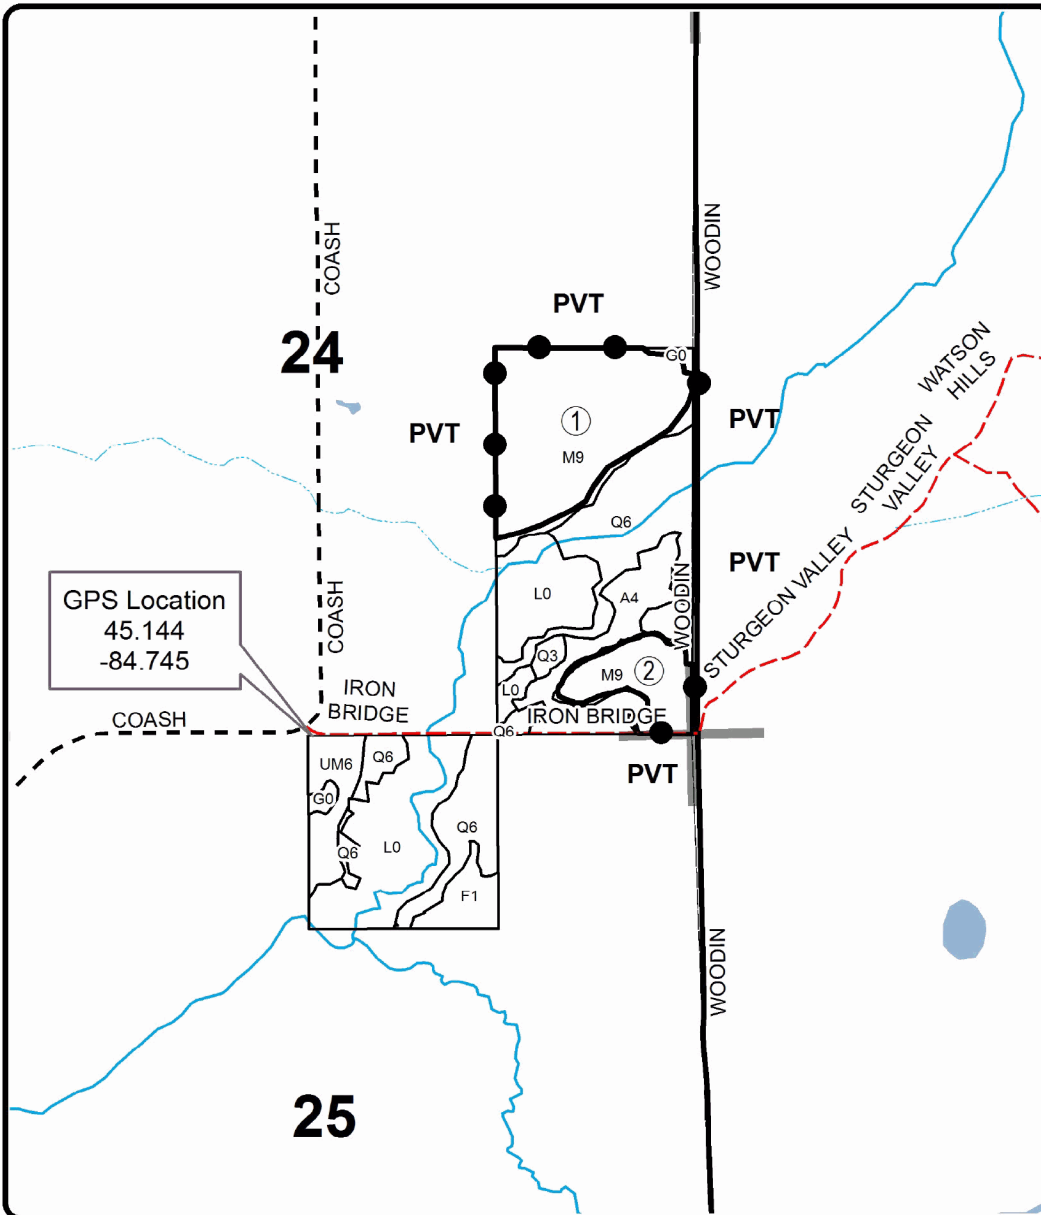 WOODIN
COASH
PVT
24
G0
WATSON
HILLS
1
PVT
PVT
M9
STURGEON
VALLEY
Q6
PVT
STURGEON VALLEY
GPS Location
45.144
-84.745
COASH
L0
A4
WOODIN
Q3
M9
2
L0
IRON
BRIDGE
COASH
IRON BRIDGE
Q6
PVT
UM6
Q6
G0
Q6
Q6
L0
F1
WOODIN
25